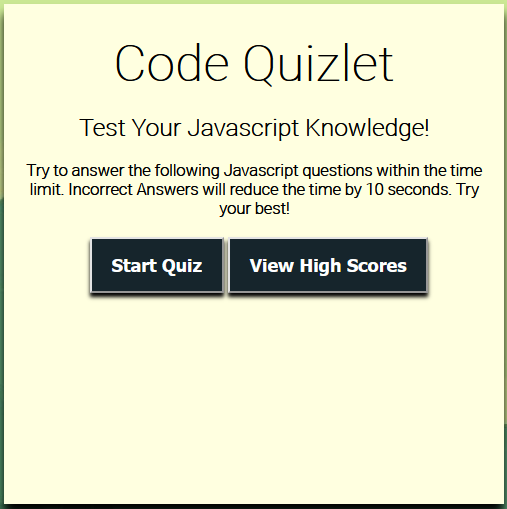 Code Quizlet
Test Your Javascript Knowledge!
Try to answer the following Javascript questions within the time
limit. Incorrect Answers will reduce the time by 10 seconds. Try
your best!
Start Quiz View High Scores